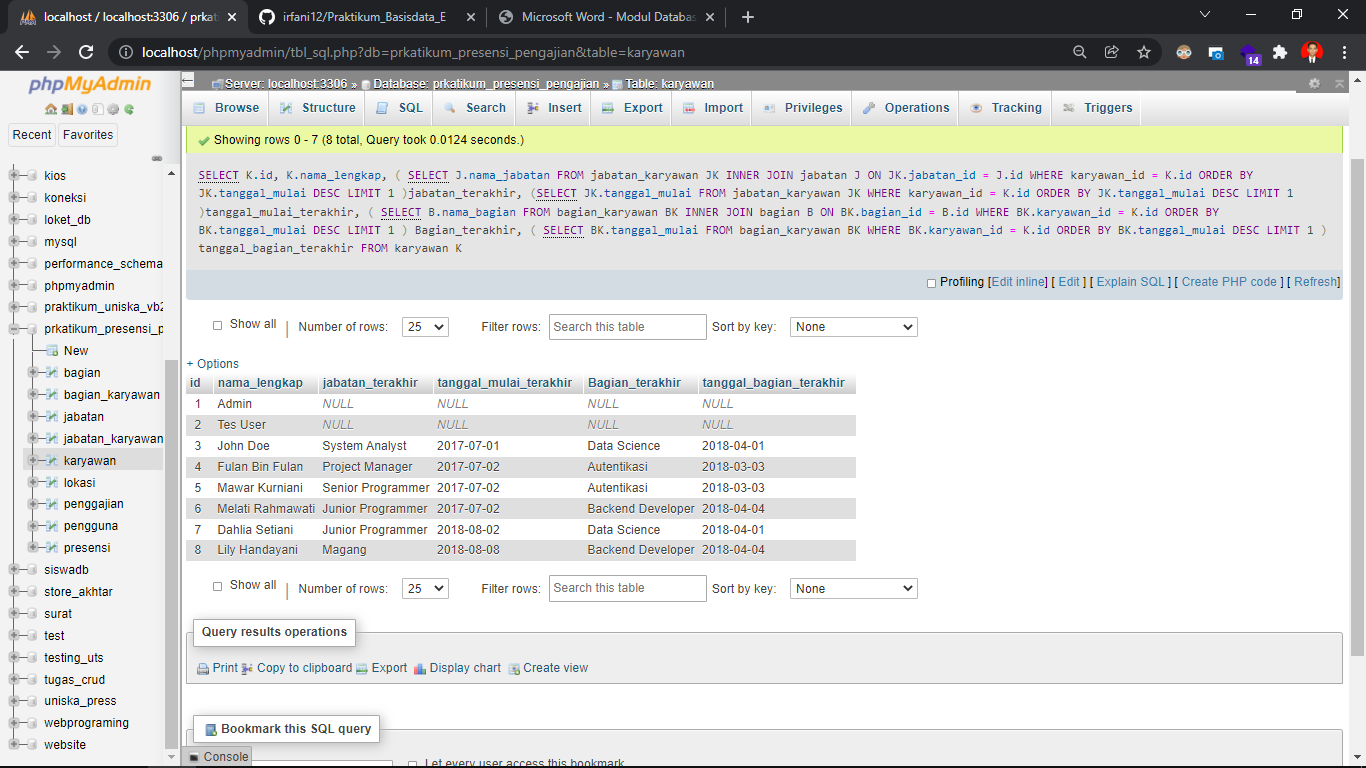 localhost / localhost:3306 / prkati
irfani12/Praktikum_Basisdata_E
Microsoft Word - Modul Databas
localhost/phpmyadmin/tbl_sql.php?db=prkatikum_presensi_pengajian&table=karyawan
14
phpMyAdmin
Recent
Favorites
kios
koneksi
loket_db
mysql
performance_schema
phpmyadmin
praktikum_uniska_vb2
prkatikum_presensi_p
New
bagian
bagian_karyawan
jabatan
jabatan_karyawan
karyawan
lokasi
penggajian
pengguna
presensi
siswadb
store_akhtar
surat
test
testing_uts
tugas_crud
uniska_press
webprograming
website
Server: localhost:3306 » Database: prkatikum_presensi_pengajian » Table: karyawan
Browse Structure SQL Search Insert Export Import Privileges Operations Tracking Triggers
Showing rows 0 - 7 (8 total, Query took 0.0124 seconds.)
SELECT K.id, K.nama_lengkap, ( SELECT J.nama_jabatan FROM jabatan_karyawan JK INNER JOIN jabatan J ON JK.jabatan_id = J.id WHERE karyawan_id = K.id ORDER BY
JK.tanggal_mulai DESC LIMIT 1 )jabatan_terakhir, (SELECT JK.tanggal_mulai FROM jabatan_karyawan JK WHERE karyawan_id = K.id ORDER BY JK.tanggal_mulai DESC LIMIT 1
)tanggal_mulai_terakhir, ( SELECT B.nama_bagian FROM bagian_karyawan BK INNER JOIN bagian B ON BK.bagian_id = B.id WHERE BK.karyawan_id = K.id ORDER BY
BK.tanggal_mulai DESC LIMIT 1 ) Bagian_terakhir, ( SELECT BK.tanggal_mulai FROM bagian_karyawan BK WHERE BK.karyawan_id = K.id ORDER BY BK.tanggal_mulai DESC LIMIT 1 )
tanggal_bagian_terakhir FROM karyawan K
Profiling [Edit inline] [ Edit ] [ Explain SQL ] [ Create PHP code ] [ Refresh]
Show all | Number of rows: 25 Filter rows: Search this table Sort by key: None
+ Options
id nama_lengkap jabatan_terakhir tanggal_mulai_terakhir Bagian_terakhir tanggal_bagian_terakhir
1 Admin NULL NULL NULL NULL
2 Tes User NULL NULL NULL NULL
3 John Doe System Analyst 2017-07-01 Data Science 2018-04-01
4 Fulan Bin Fulan Project Manager 2017-07-02 Autentikasi 2018-03-03
5 Mawar Kurniani Senior Programmer 2017-07-02 Autentikasi 2018-03-03
6 Melati Rahmawati Junior Programmer 2017-07-02 Backend Developer 2018-04-04
7 Dahlia Setiani Junior Programmer 2018-08-02 Data Science 2018-04-01
8 Lily Handayani Magang 2018-08-08 Backend Developer 2018-04-04
Show all | Number of rows: 25 Filter rows: Search this table Sort by key: None
Query results operations
Print Copy to clipboard Export Display chart Create view
Bookmark this SQL query
Console
Let every user access this bookmark